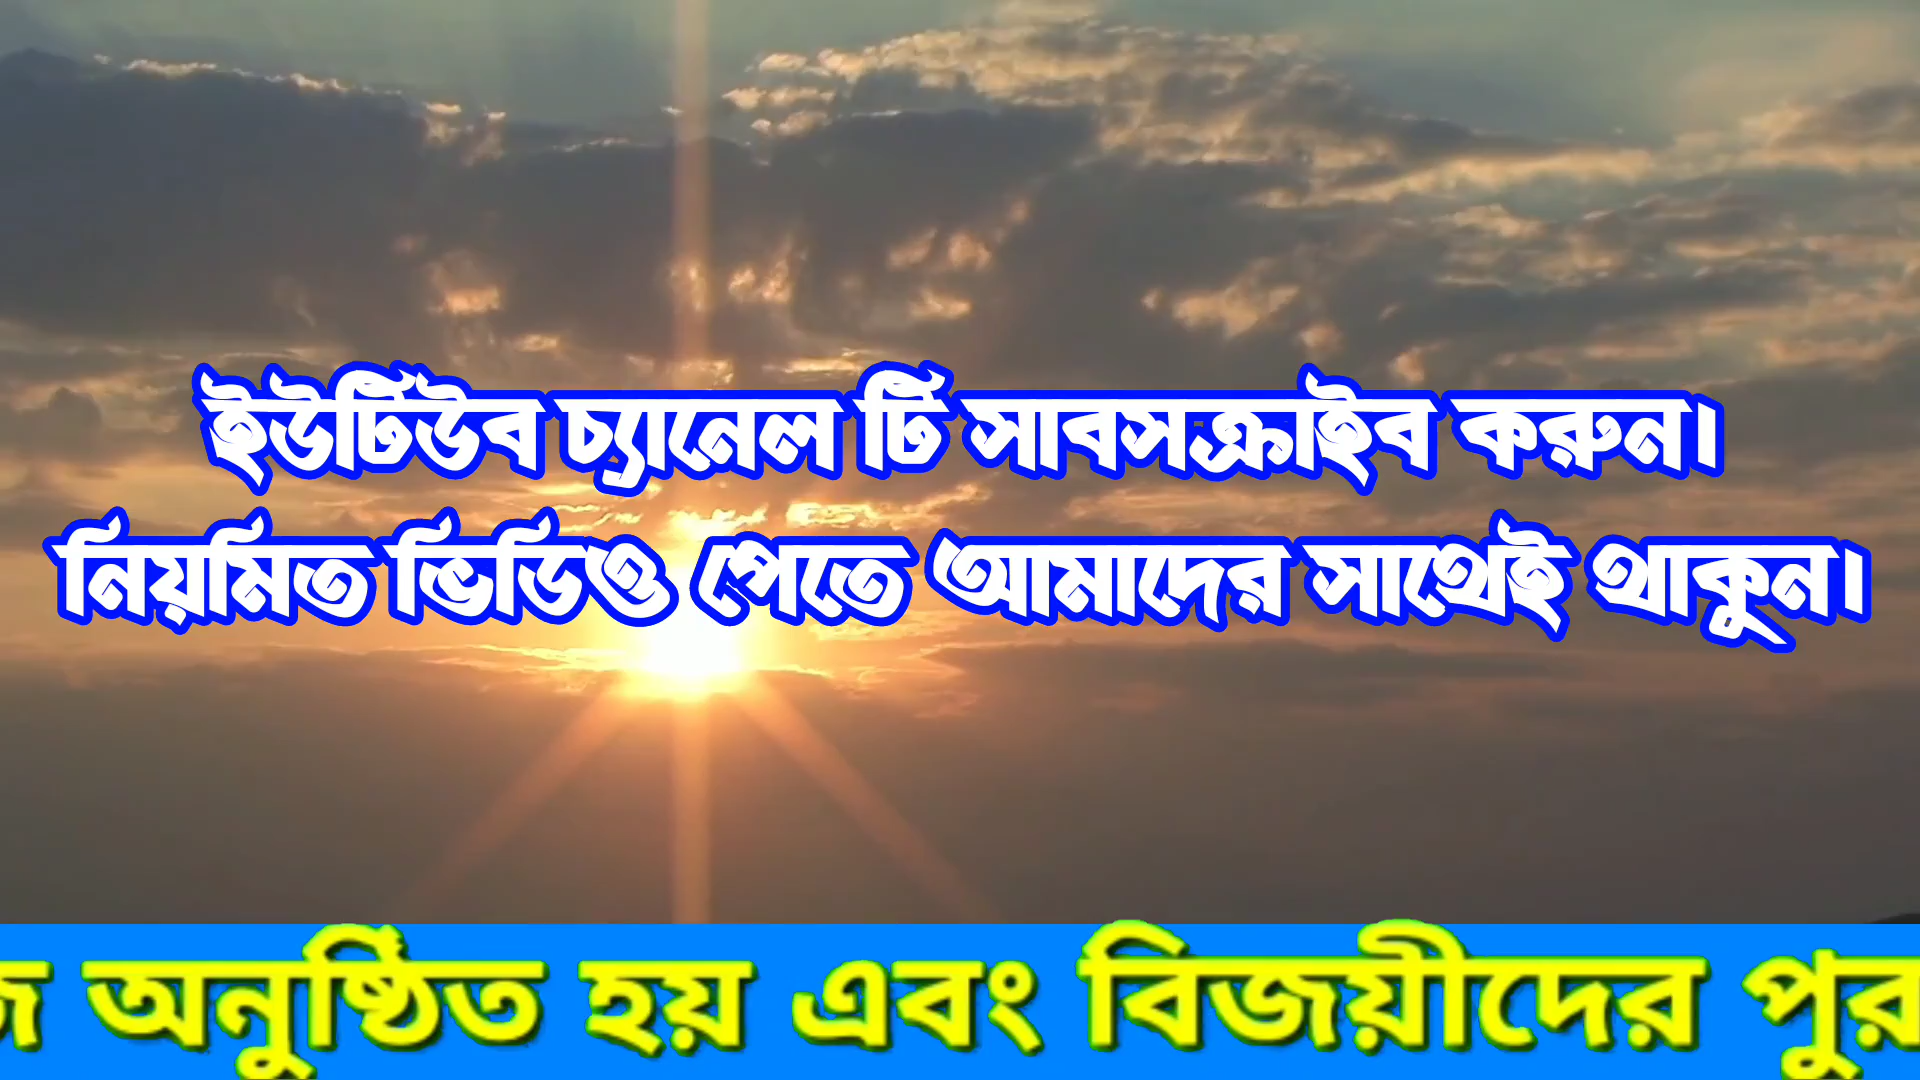 ইউটিউব চ্যানেল টি সাবসক্রাইব করুন।
নিয়মিত ভিডিও পেতে আমাদের সাথেই থাকুন।
অনুষ্ঠিত হয় এবং বিজয়ীদের